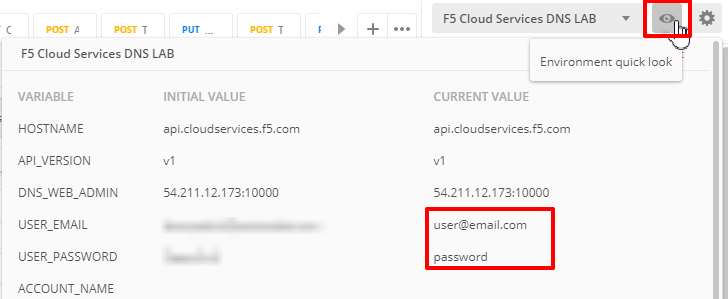 C POST A POST T PUT ... POST A POST T F5 Cloud Services DNS LAB
F5 Cloud Services DNS LAB
Environment quick look
VARIABLE INITIAL VALUE CURRENT VALUE
HOSTNAME api.cloudservices.f5.com api.cloudservices.f5.com
API_VERSION v1 v1
DNS_WEB_ADMIN 54.211.12.173:10000 54.211.12.173:10000
USER_EMAIL user@email.com
USER_PASSWORD password
ACCOUNT_NAME